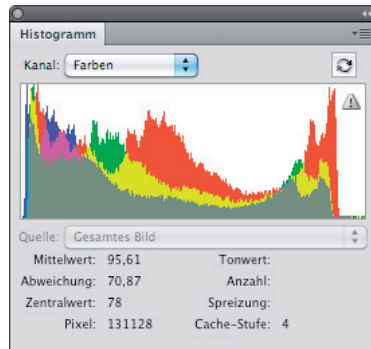 Histogramm
Kanal: Farben
Quelle: Gesamtes Bild
Mittelwert: 95,61 Tonwert:
Abweichung: 70,87 Anzahl:
Zentralwert: 78 Spreizung:
Pixel: 131128 Cache-Stufe: 4